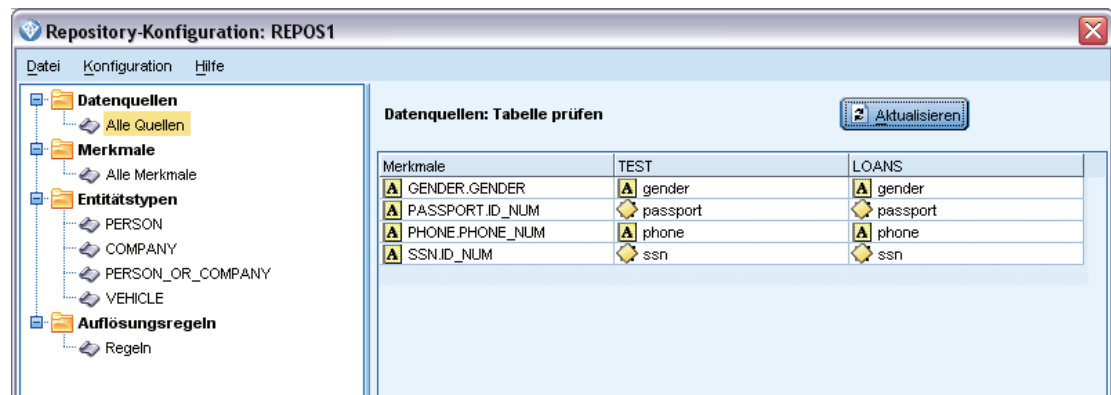 Repository-Konfiguration: REPOS1
Datei Konfiguration Hilfe
Datenquellen
Alle Quellen
Merkmale
Alle Merkmale
Entitätstypen
PERSON
COMPANY
PERSON_OR_COMPANY
VEHICLE
Auflösungsregeln
Regeln
Datenquellen: Tabelle prüfen
Aktualisieren
Merkmale TEST LOANS
A GENDER.GENDER A gender A gender
A PASSPORT.ID_NUM passport passport
A PHONE.PHONE_NUM A phone A phone
A SSN.ID_NUM ssn ssn